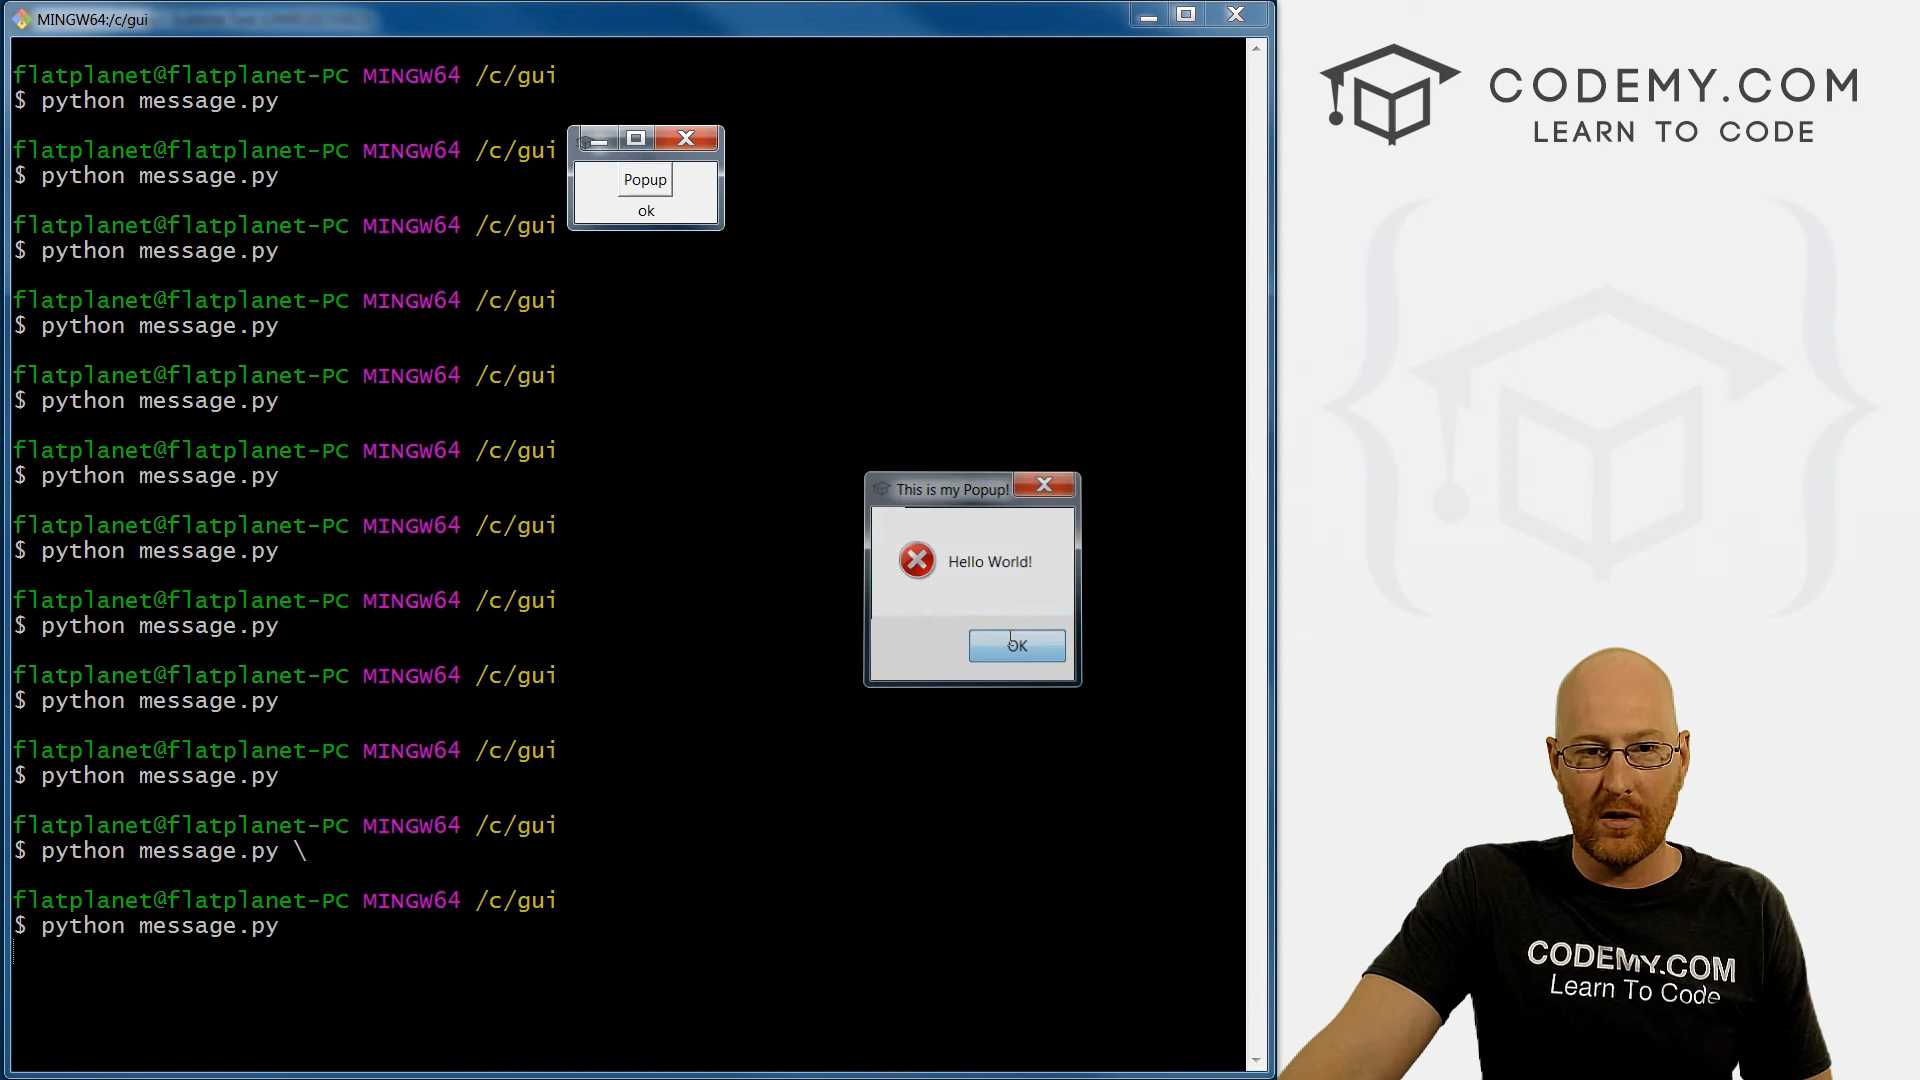 MINGW64:/c/gui
flatplanet@flatplanet-PC MINGW64 /c/gui
$ python message.py
flatplanet@flatplanet-PC MINGW64 /c/gui
$ python message.py
flatplanet@flatplanet-PC MINGW64 /c/gui
$ python message.py
flatplanet@flatplanet-PC MINGW64 /c/gui
$ python message.py
flatplanet@flatplanet-PC MINGW64 /c/gui
$ python message.py
flatplanet@flatplanet-PC MINGW64 /c/gui
$ python message.py
flatplanet@flatplanet-PC MINGW64 /c/gui
$ python message.py
flatplanet@flatplanet-PC MINGW64 /c/gui
$ python message.py
flatplanet@flatplanet-PC MINGW64 /c/gui
$ python message.py
flatplanet@flatplanet-PC MINGW64 /c/gui
$ python message.py
flatplanet@flatplanet-PC MINGW64 /c/gui
$ python message.py \
flatplanet@flatplanet-PC MINGW64 /c/gui
$ python message.py
Popup
ok
This is my Popup!
Hello World!
OK
CODEMY.COM
LEARN TO CODE
CODEMY.COM
Learn To Code